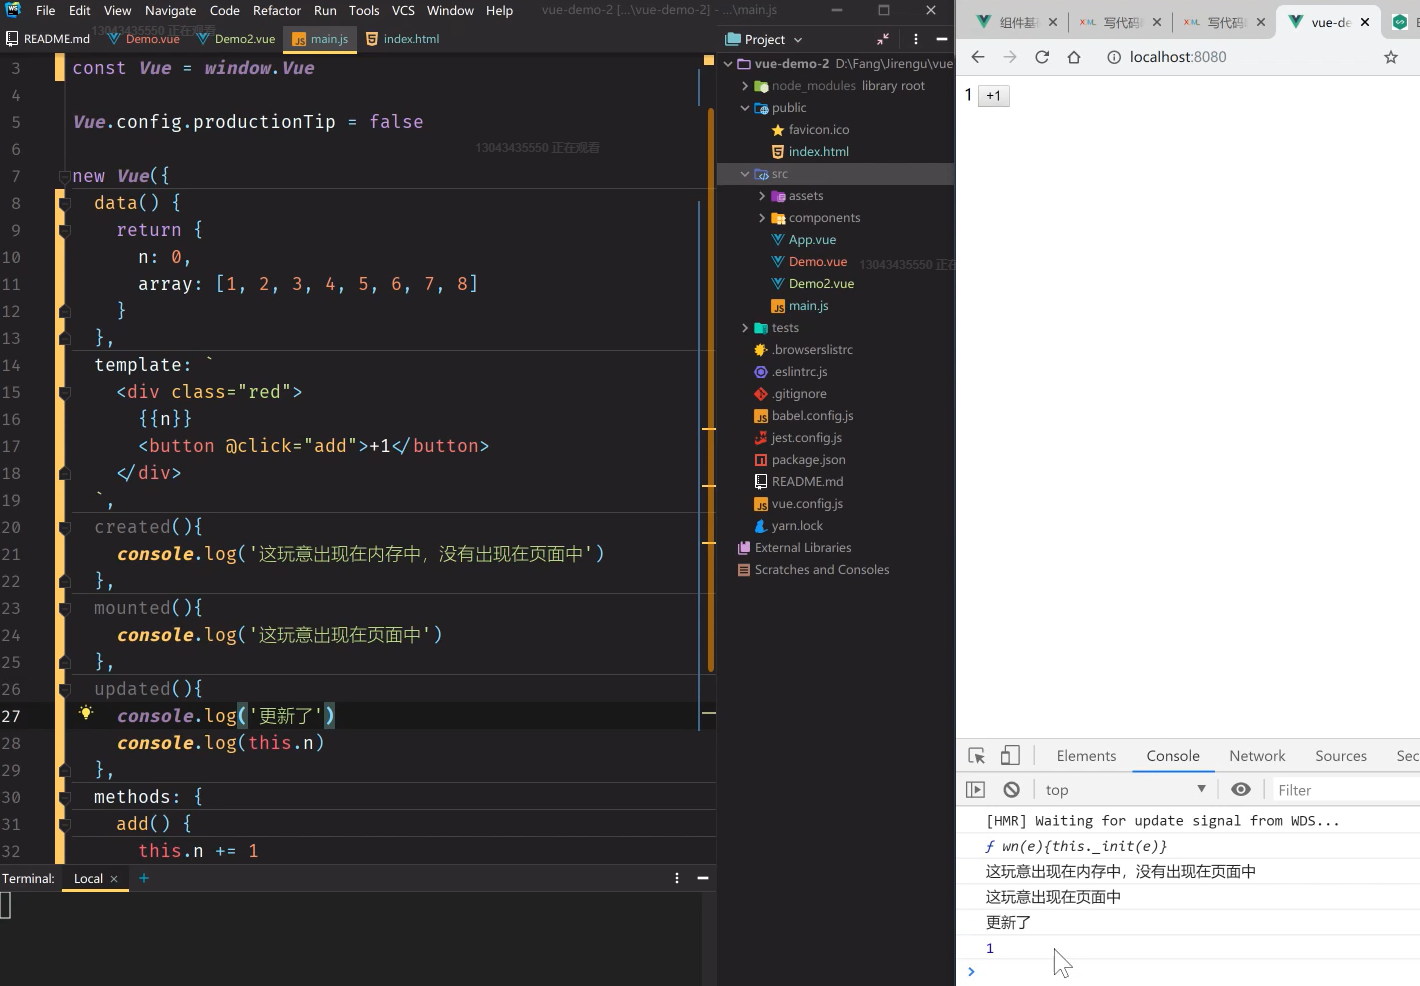 File Edit View Navigate Code Refactor Run Tools VCS Window Help vue-demo-2 [...\vue-demo-2] - ...\main.js
README.md Demo.vue Demo2.vue main.js index.html
13043435550 正在观看
3 const Vue = window.Vue
4
5 Vue.config.productionTip = false
6
13043435550 正在观看
7 new Vue({
8 data() {
9 return {
10 n: 0,
11 array: [1, 2, 3, 4, 5, 6, 7, 8]
12 }
13 },
14 template: `
15 <div class="red">
16 {{n}}
17 <button @click="add">+1</button>
18 </div>
19 `,
20 created(){
21 console.log('这玩意出现在内存中，没有出现在页面中')
22 },
23 mounted(){
24 console.log('这玩意出现在页面中')
25 },
26 updated(){
27 console.log('更新了')
28 console.log(this.n)
29 },
30 methods: {
31 add() {
32 this.n += 1
Terminal: Local × +
Project
vue-demo-2 D:\Fang\Jirengu\vue
node_modules library root
public
favicon.ico
index.html
src
assets
components
App.vue
Demo.vue
13043435550 正在
Demo2.vue
main.js
tests
.browserslistrc
.eslintrc.js
.gitignore
babel.config.js
jest.config.js
package.json
README.md
vue.config.js
yarn.lock
External Libraries
Scratches and Consoles
组件基 写代码 写代码 vue-de
localhost:8080
1 +1
Elements Console Network Sources Sec
top Filter
[HMR] Waiting for update signal from WDS...
ƒ wn(e){this._init(e)}
这玩意出现在内存中，没有出现在页面中
这玩意出现在页面中
更新了
1